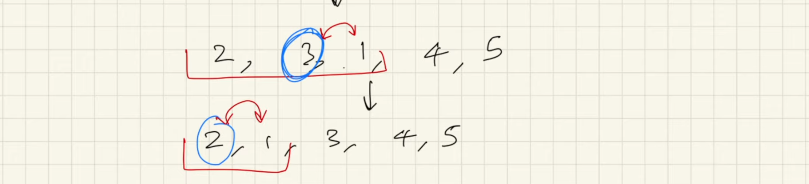 2, 3, 1, 4, 5
2, 1, 3, 4, 5